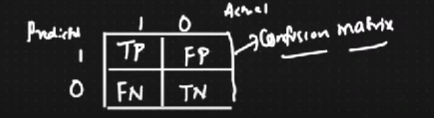 1 0 Actual
Predicted
1 TP FP → Confusion matrix
0 FN TN